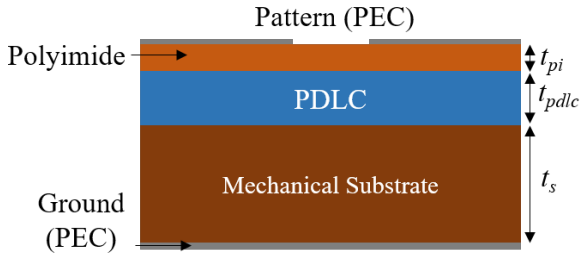 Pattern (PEC)
Polyimide
t_pi
PDLC
t_pdlc
Mechanical Substrate
t_s
Ground
(PEC)